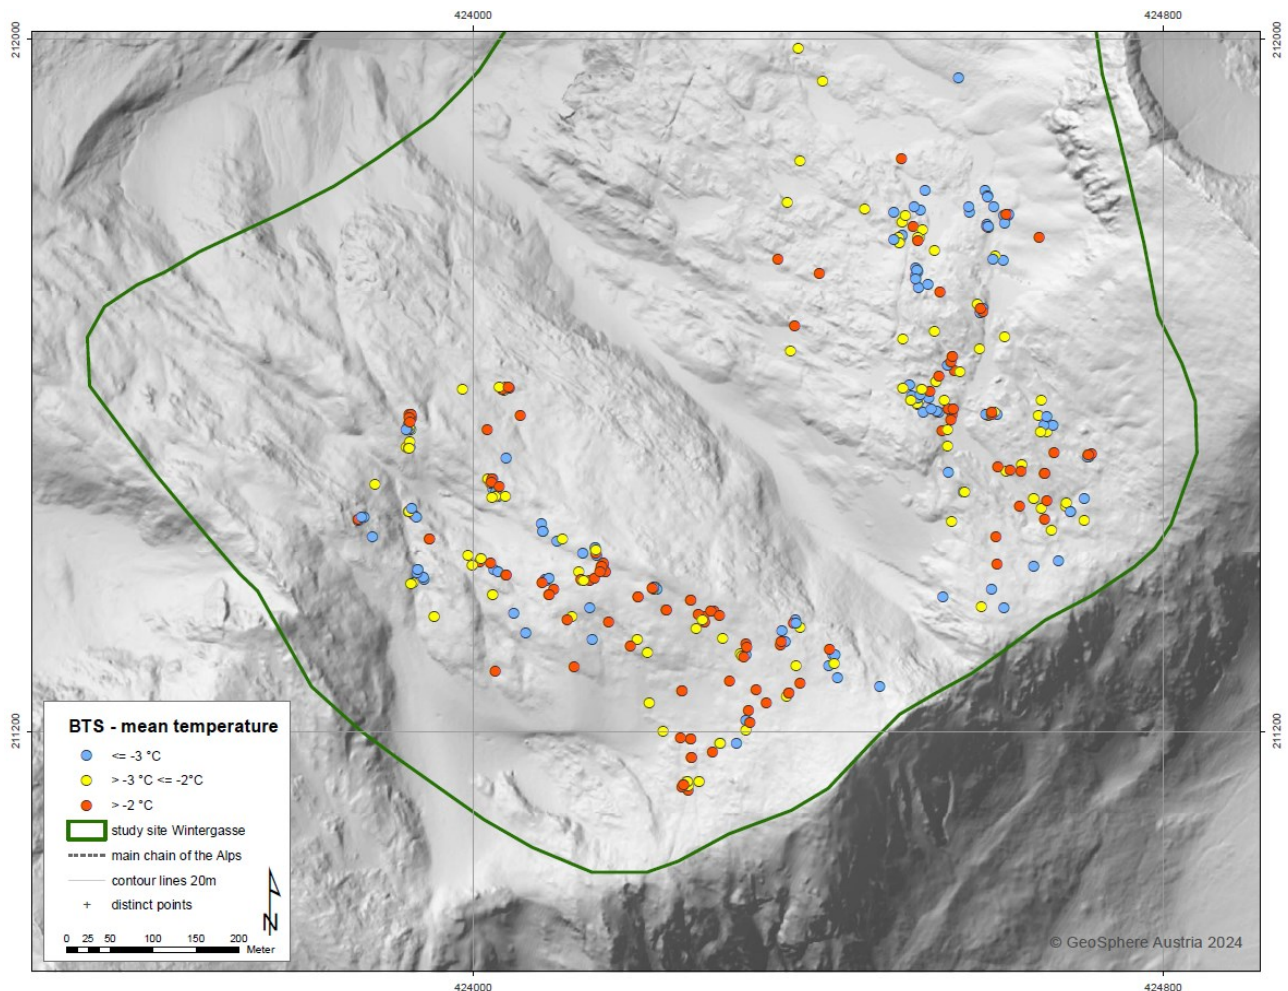 424000
424800
212000
212000
BTS - mean temperature
<= -3 °C
> -3 °C <= -2°C
> -2 °C
study site Wintergasse
main chain of the Alps
contour lines 20m
+ distinct points
N
0 25 50 100 150 200
Meter
211200
211200
© GeoSphere Austria 2024
424000
424800